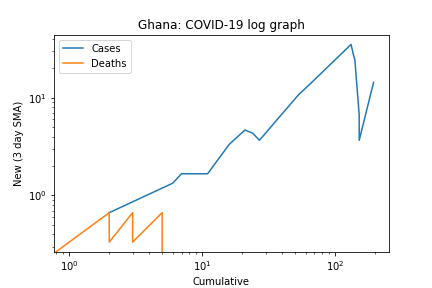 Ghana: COVID-19 log graph
Cases
Deaths
New (3 day SMA)
10¹
10⁰
10⁰ 10¹ 10²
Cumulative